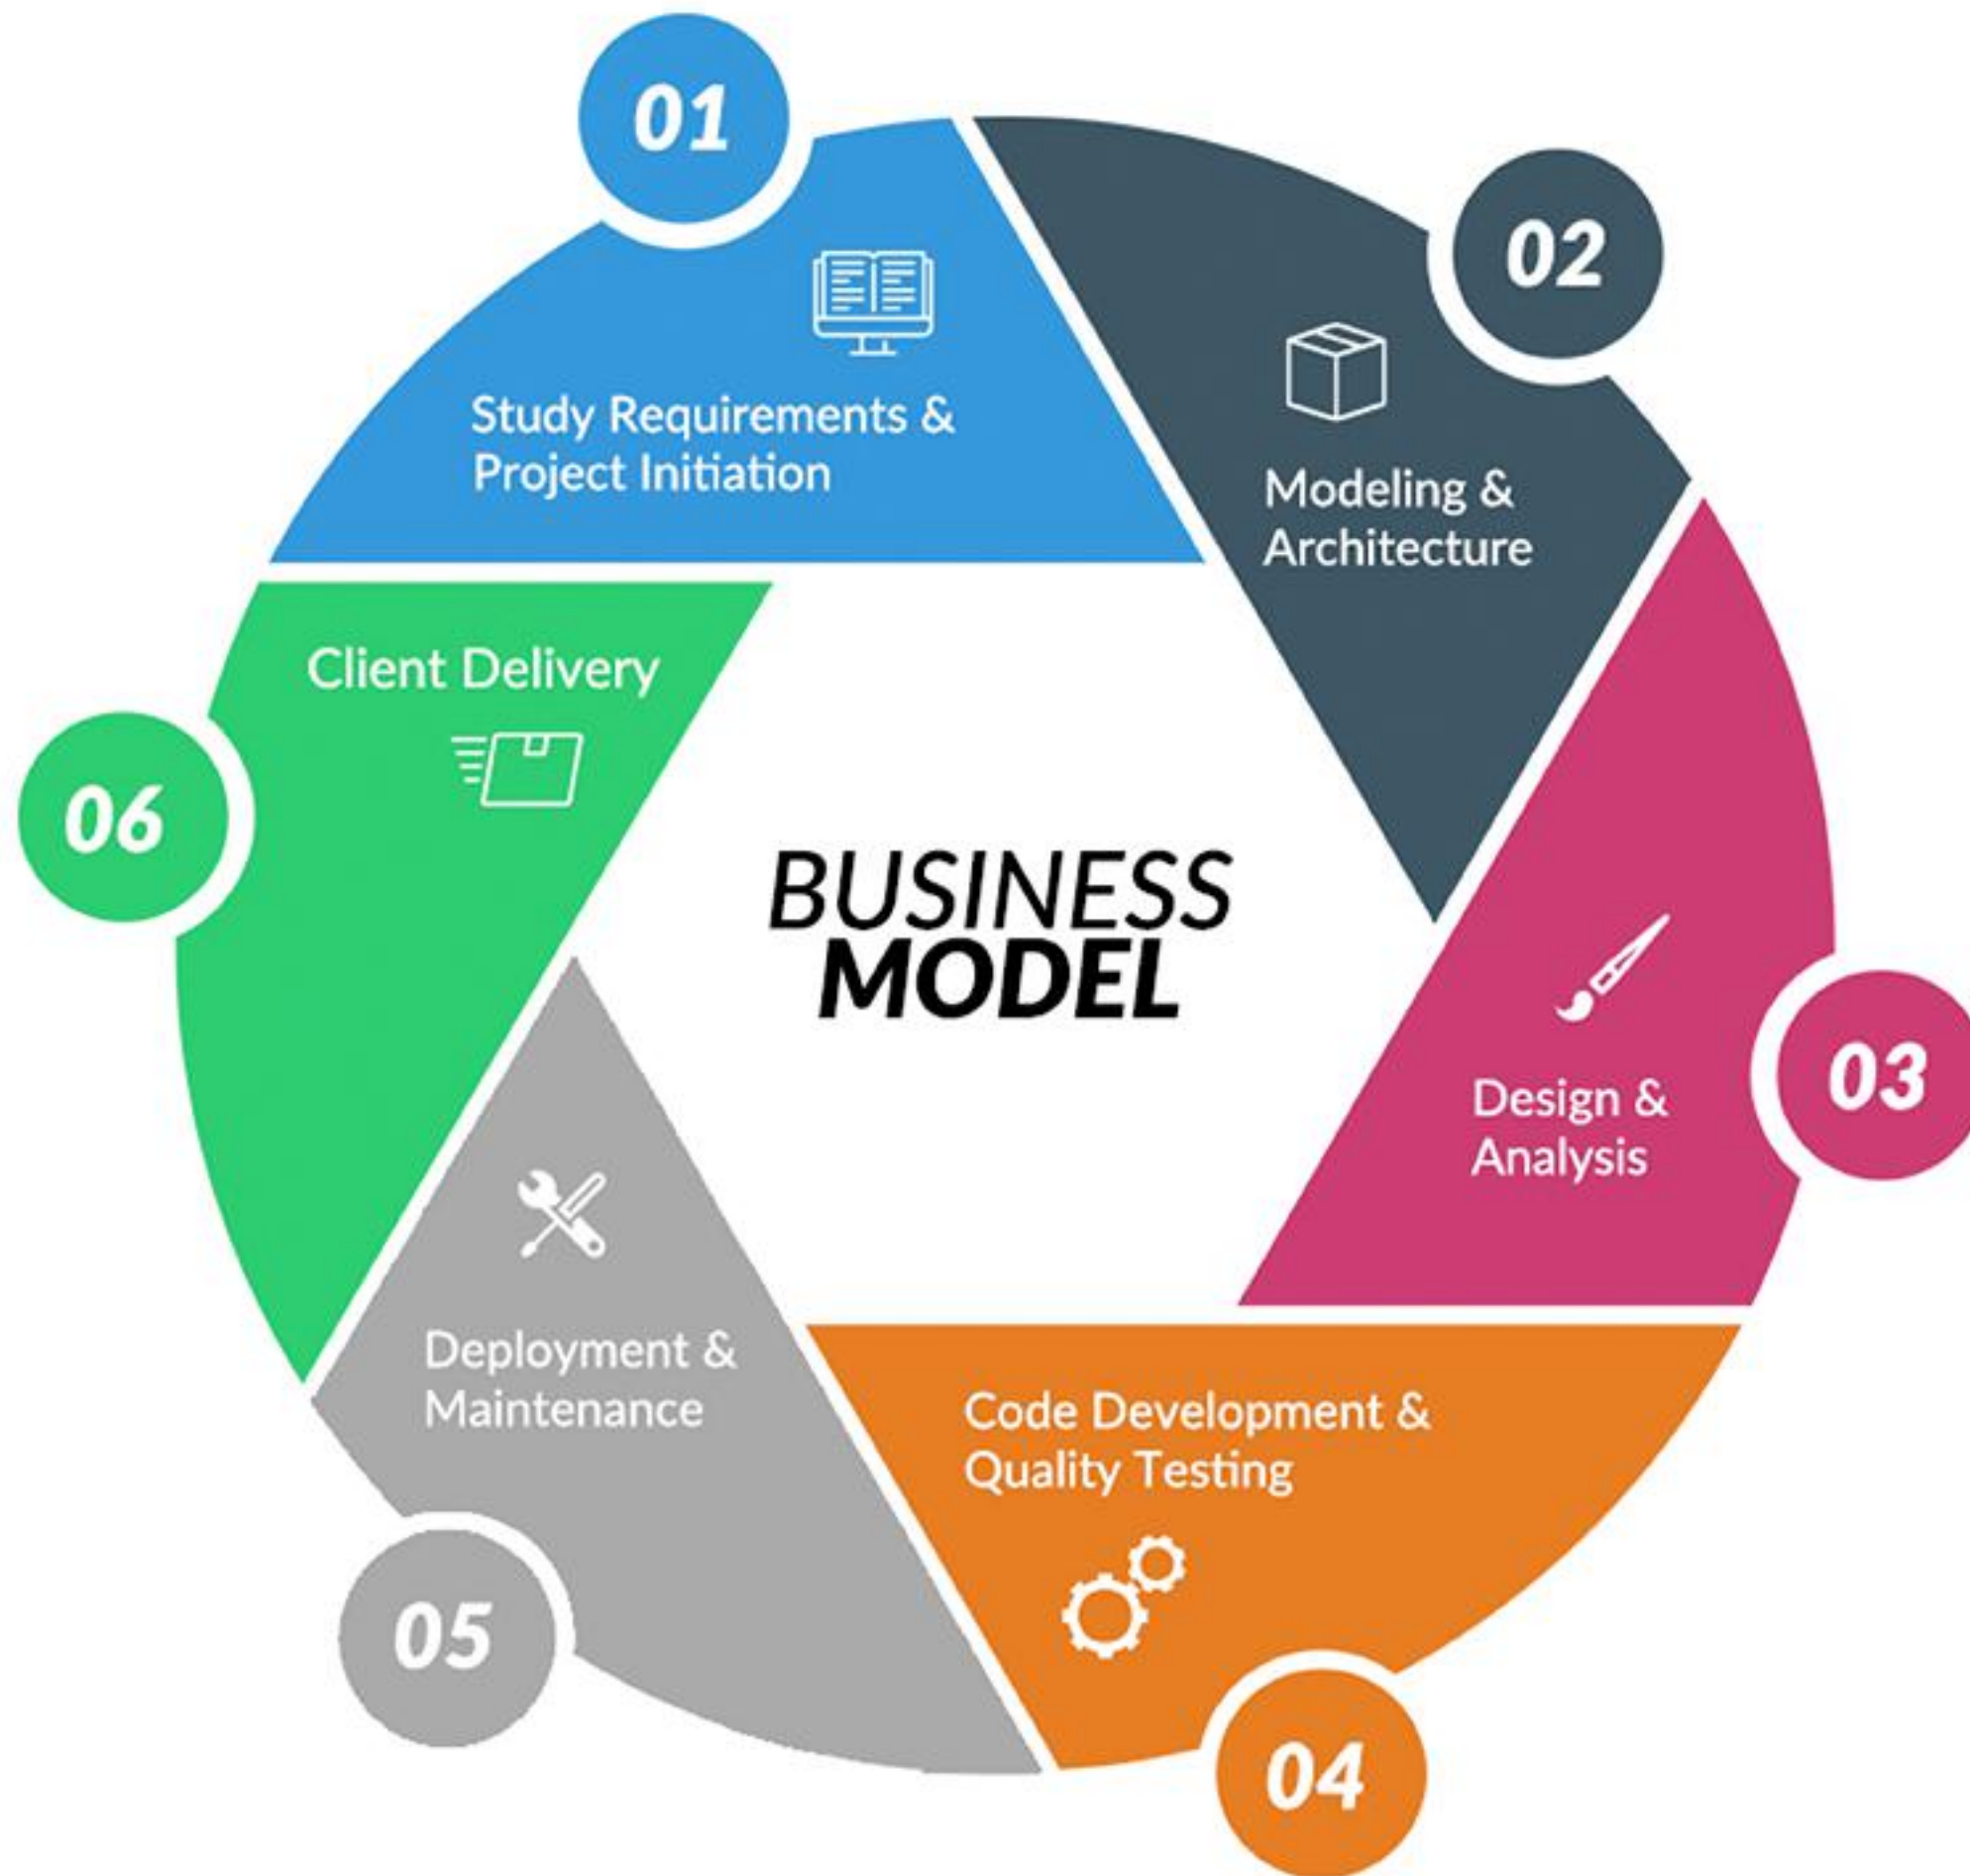 01
Study Requirements &
Project Initiation
02
Modeling &
Architecture
03
Design &
Analysis
04
Code Development &
Quality Testing
05
Deployment &
Maintenance
06
Client Delivery
BUSINESS
MODEL